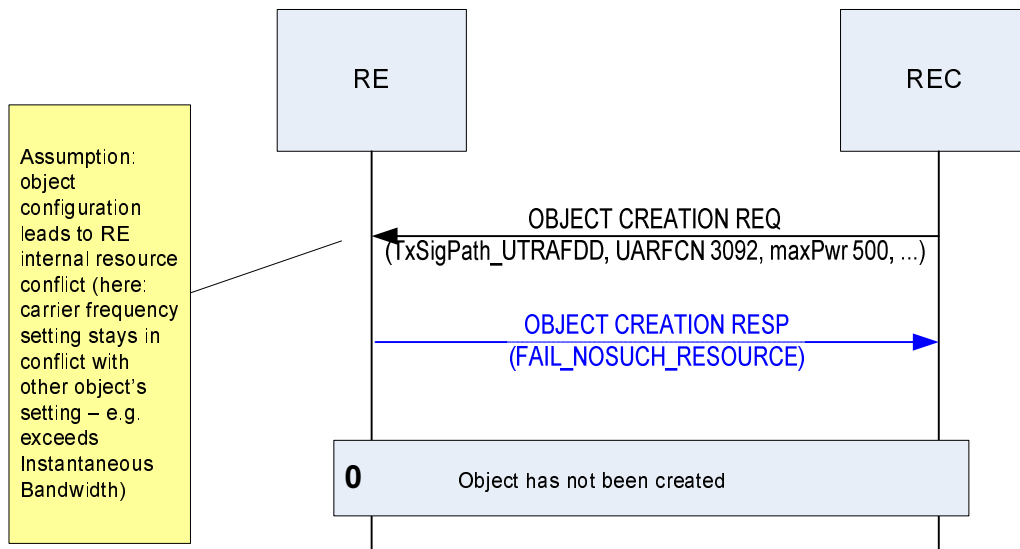 RE
REC
Assumption:
object
configuration
leads to RE
internal resource
conflict (here:
carrier frequency
setting stays in
conflict with
other object's
setting – e.g.
exceeds
Instantaneous
Bandwidth)
OBJECT CREATION REQ
(TxSigPath_UTRAFDD, UARFCN 3092, maxPwr 500, ...)
OBJECT CREATION RESP
(FAIL_NOSUCH_RESOURCE)
0 Object has not been created